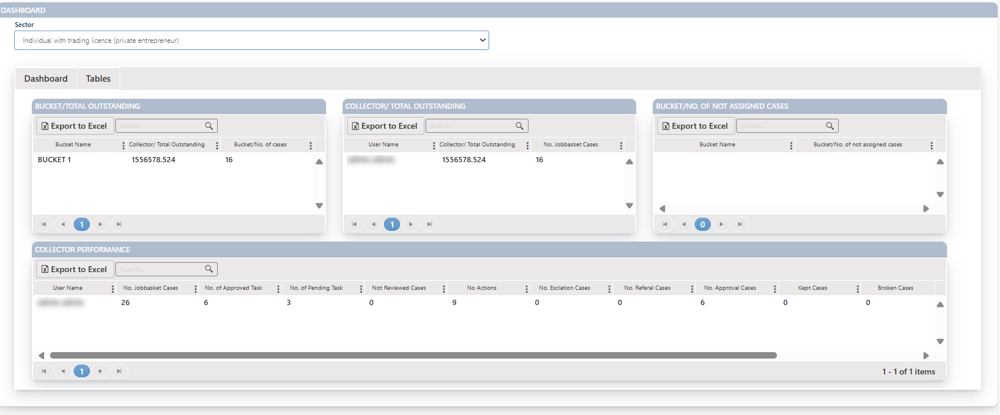 DASHBOARD
Sector
Individual with trading licence (private entrepreneur)
Dashboard Tables
BUCKET/TOTAL OUTSTANDING
Export to Excel Search...
Bucket Name Collector/ Total Outstanding Bucket/No. of cases
BUCKET 1 1556578.524 16
1
COLLECTOR/ TOTAL OUTSTANDING
Export to Excel Search...
User Name Collector/ Total Outstanding No. Jobbasket Cases
1556578.524 16
1
BUCKET/NO. OF NOT ASSIGNED CASES
Export to Excel Search...
Bucket Name Bucket/No. of not assigned cases
0
COLLECTOR PERFORMANCE
Export to Excel Search...
User Name No. Jobbasket Cases No. of Approved Task No. of Pending Task Not Reviewed Cases No Actions No. Esclation Cases No. Referal Cases No. Approval Cases Kept Cases Broken Cases
26 6 3 0 9 0 0 6 0 0
1 1 - 1 of 1 items